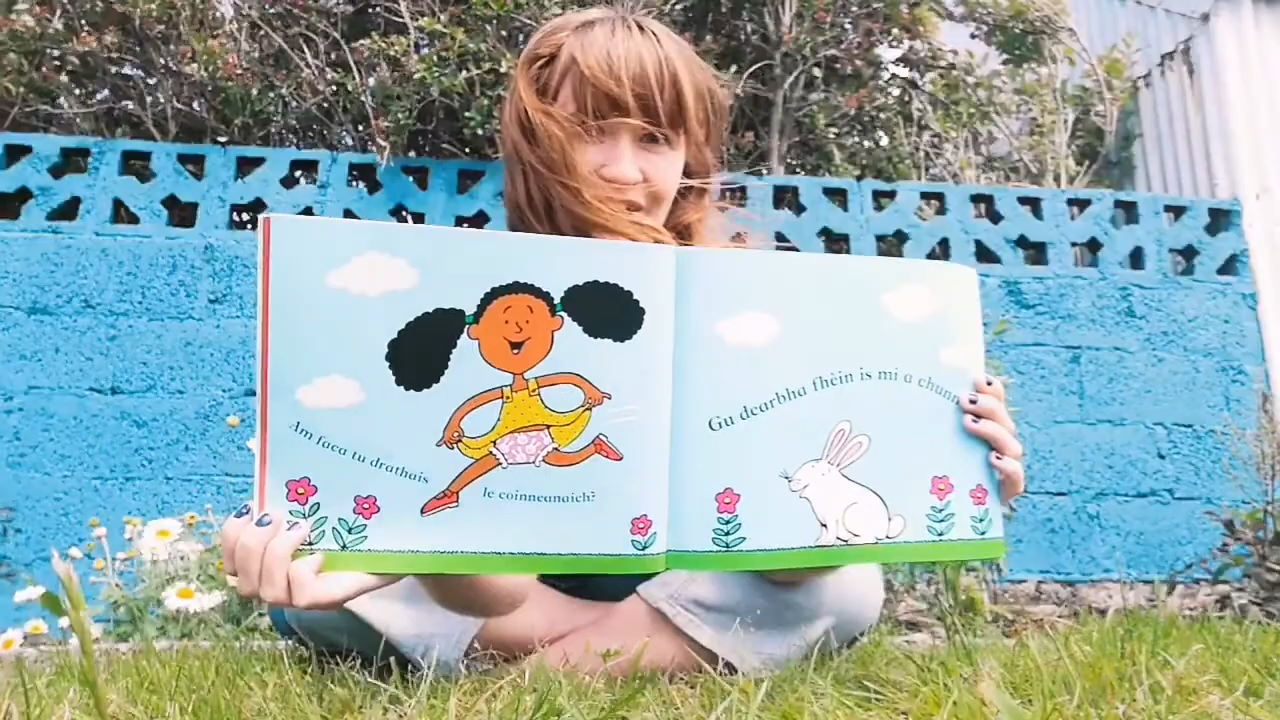 Am faca tu drathais
le coinneanaich?
Gu dearbha fhèin is mi a